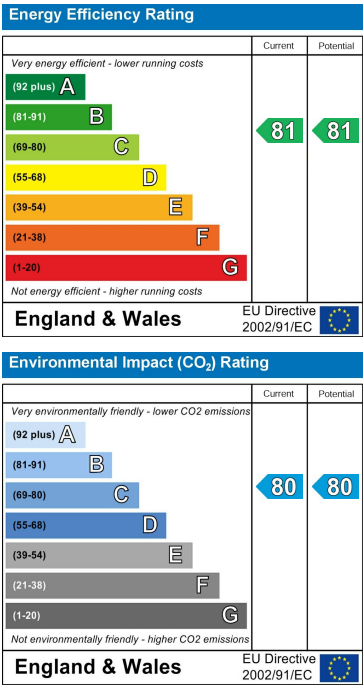 Energy Efficiency Rating
Current Potential
Very energy efficient - lower running costs
(92 plus) A
(81-91) B
81 81
(69-80) C
(55-68) D
(39-54) E
(21-38) F
(1-20) G
Not energy efficient - higher running costs
England & Wales
EU Directive
2002/91/EC
Environmental Impact (CO₂) Rating
Current Potential
Very environmentally friendly - lower CO2 emissions
(92 plus) A
(81-91) B
(69-80) C
80 80
(55-68) D
(39-54) E
(21-38) F
(1-20) G
Not environmentally friendly - higher CO2 emissions
England & Wales
EU Directive
2002/91/EC